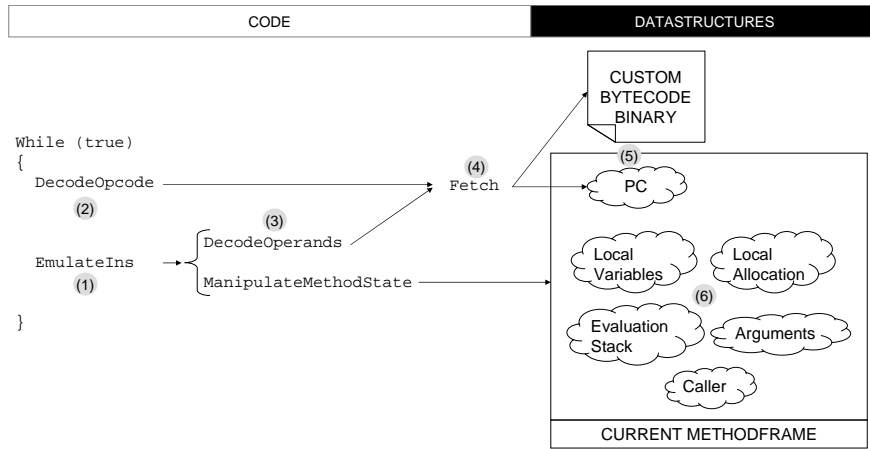 CODE
DATASTRUCTURES
CUSTOM
BYTECODE
BINARY
While (true)
{
DecodeOpcode
(2)
(4)
Fetch
(5)
PC
(3)
DecodeOperands
EmulateIns
(1)
ManipulateMethodState
}
Local
Variables
Local
Allocation
(6)
Evaluation
Stack
Arguments
Caller
CURRENT METHODFRAME